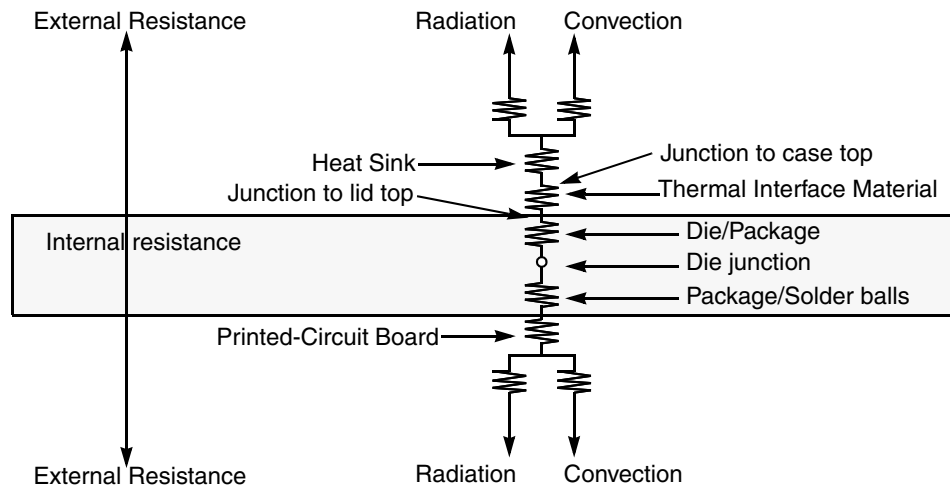 External Resistance
Radiation
Convection
Heat Sink
Junction to case top
Junction to lid top
Thermal Interface Material
Internal resistance
Die/Package
Die junction
Package/Solder balls
Printed-Circuit Board
External Resistance
Radiation
Convection